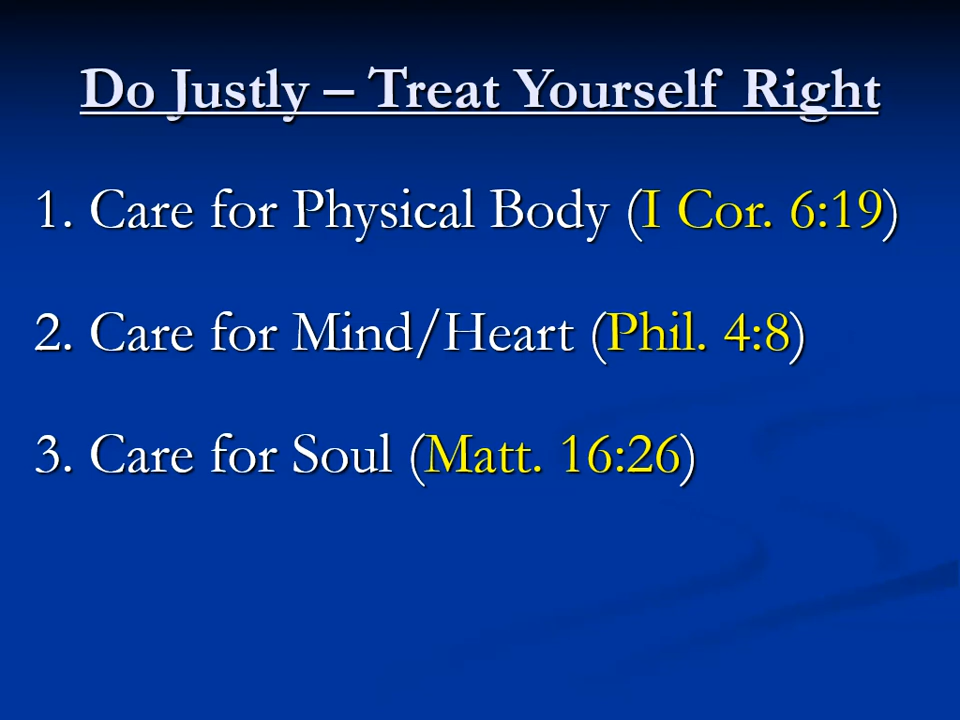 Do Justly – Treat Yourself Right
1. Care for Physical Body (I Cor. 6:19)
2. Care for Mind/Heart (Phil. 4:8)
3. Care for Soul (Matt. 16:26)